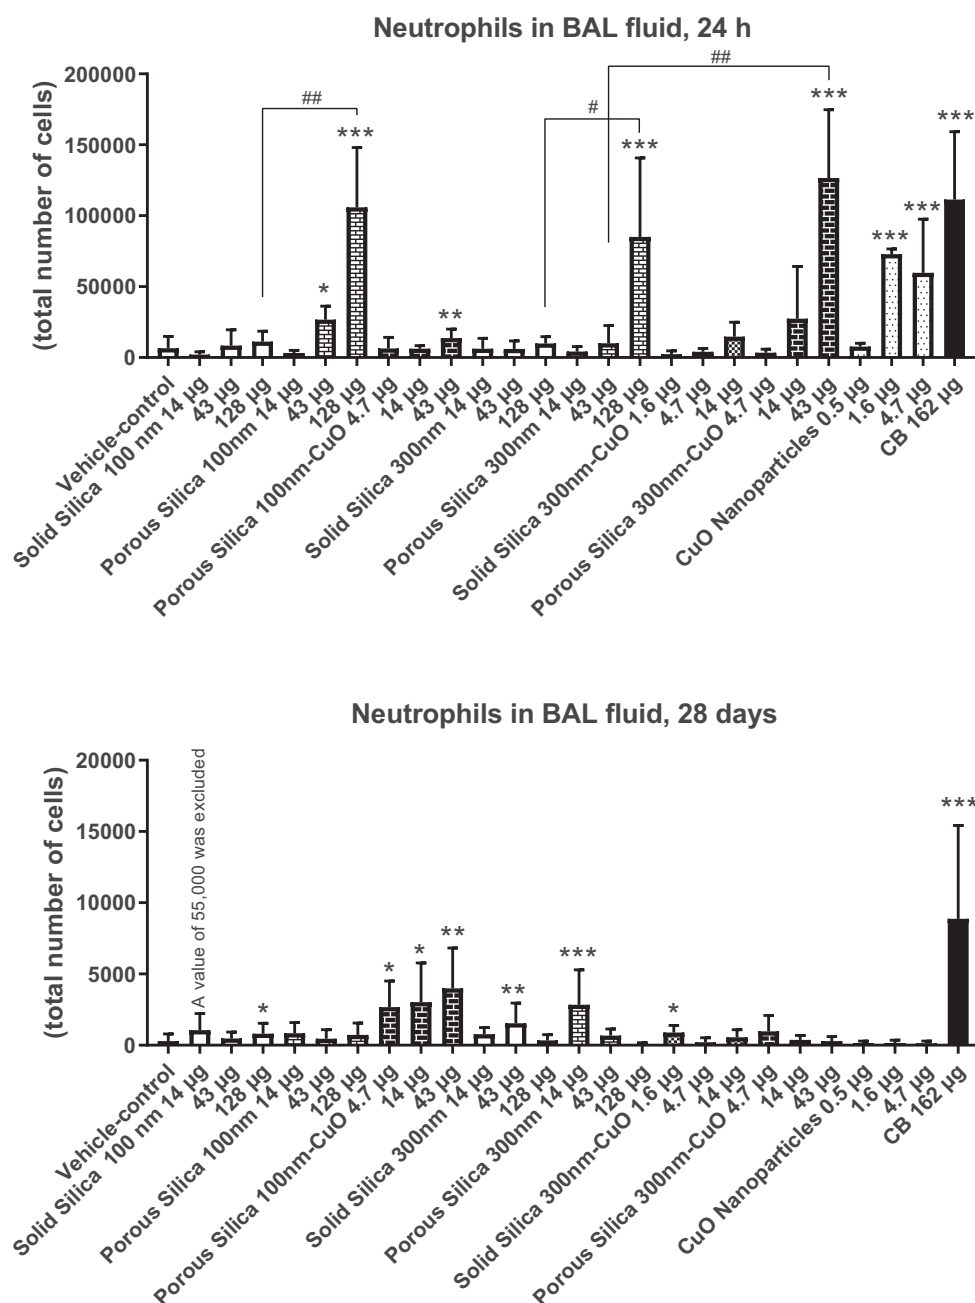 Neutrophils in BAL fluid, 24 h
(total number of cells)
200000
150000
100000
50000
0
##
#
##
***
*
**
***
***
***
***
***
Vehicle-control
Solid Silica 100 nm 14 µg
43 µg
128 µg
Porous Silica 100nm 14 µg
43 µg
128 µg
Porous Silica 100nm-CuO 4.7 µg
14 µg
43 µg
Solid Silica 300nm 14 µg
43 µg
128 µg
Porous Silica 300nm 14 µg
43 µg
128 µg
Solid Silica 300nm-CuO 1.6 µg
4.7 µg
14 µg
Porous Silica 300nm-CuO 4.7 µg
14 µg
43 µg
CuO Nanoparticles 0.5 µg
1.6 µg
4.7 µg
CB 162 µg
Neutrophils in BAL fluid, 28 days
(total number of cells)
20000
15000
10000
5000
0
A value of 55,000 was excluded
*
*
*
**
**
***
*
***
Vehicle-control
Solid Silica 100 nm 14 µg
43 µg
128 µg
Porous Silica 100nm 14 µg
43 µg
128 µg
Porous Silica 100nm-CuO 4.7 µg
14 µg
43 µg
Solid Silica 300nm 14 µg
43 µg
128 µg
Porous Silica 300nm 14 µg
43 µg
128 µg
Solid Silica 300nm-CuO 1.6 µg
4.7 µg
14 µg
Porous Silica 300nm-CuO 4.7 µg
14 µg
43 µg
CuO Nanoparticles 0.5 µg
1.6 µg
4.7 µg
CB 162 µg